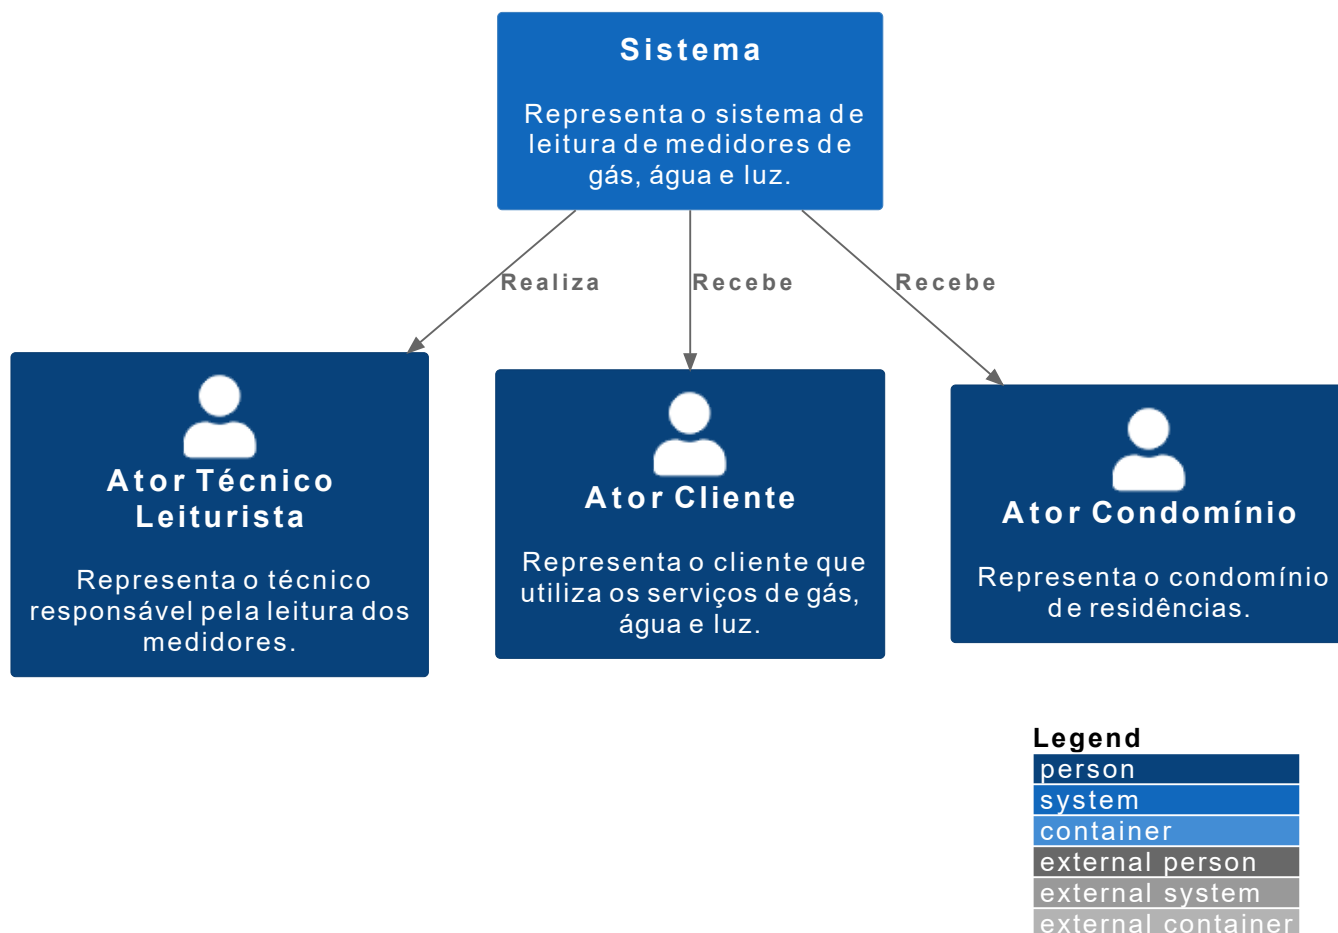 Sistema
Representa o sistema de
leitura de medidores de
gás, água e luz.
Realiza
Recebe
Recebe
Ator Técnico
Leiturista
Representa o técnico
responsável pela leitura dos
medidores.
Ator Cliente
Representa o cliente que
utiliza os serviços de gás,
água e luz.
Ator Condomínio
Representa o condomínio
de residências.
Legend
person
system
container
external person
external system
external container